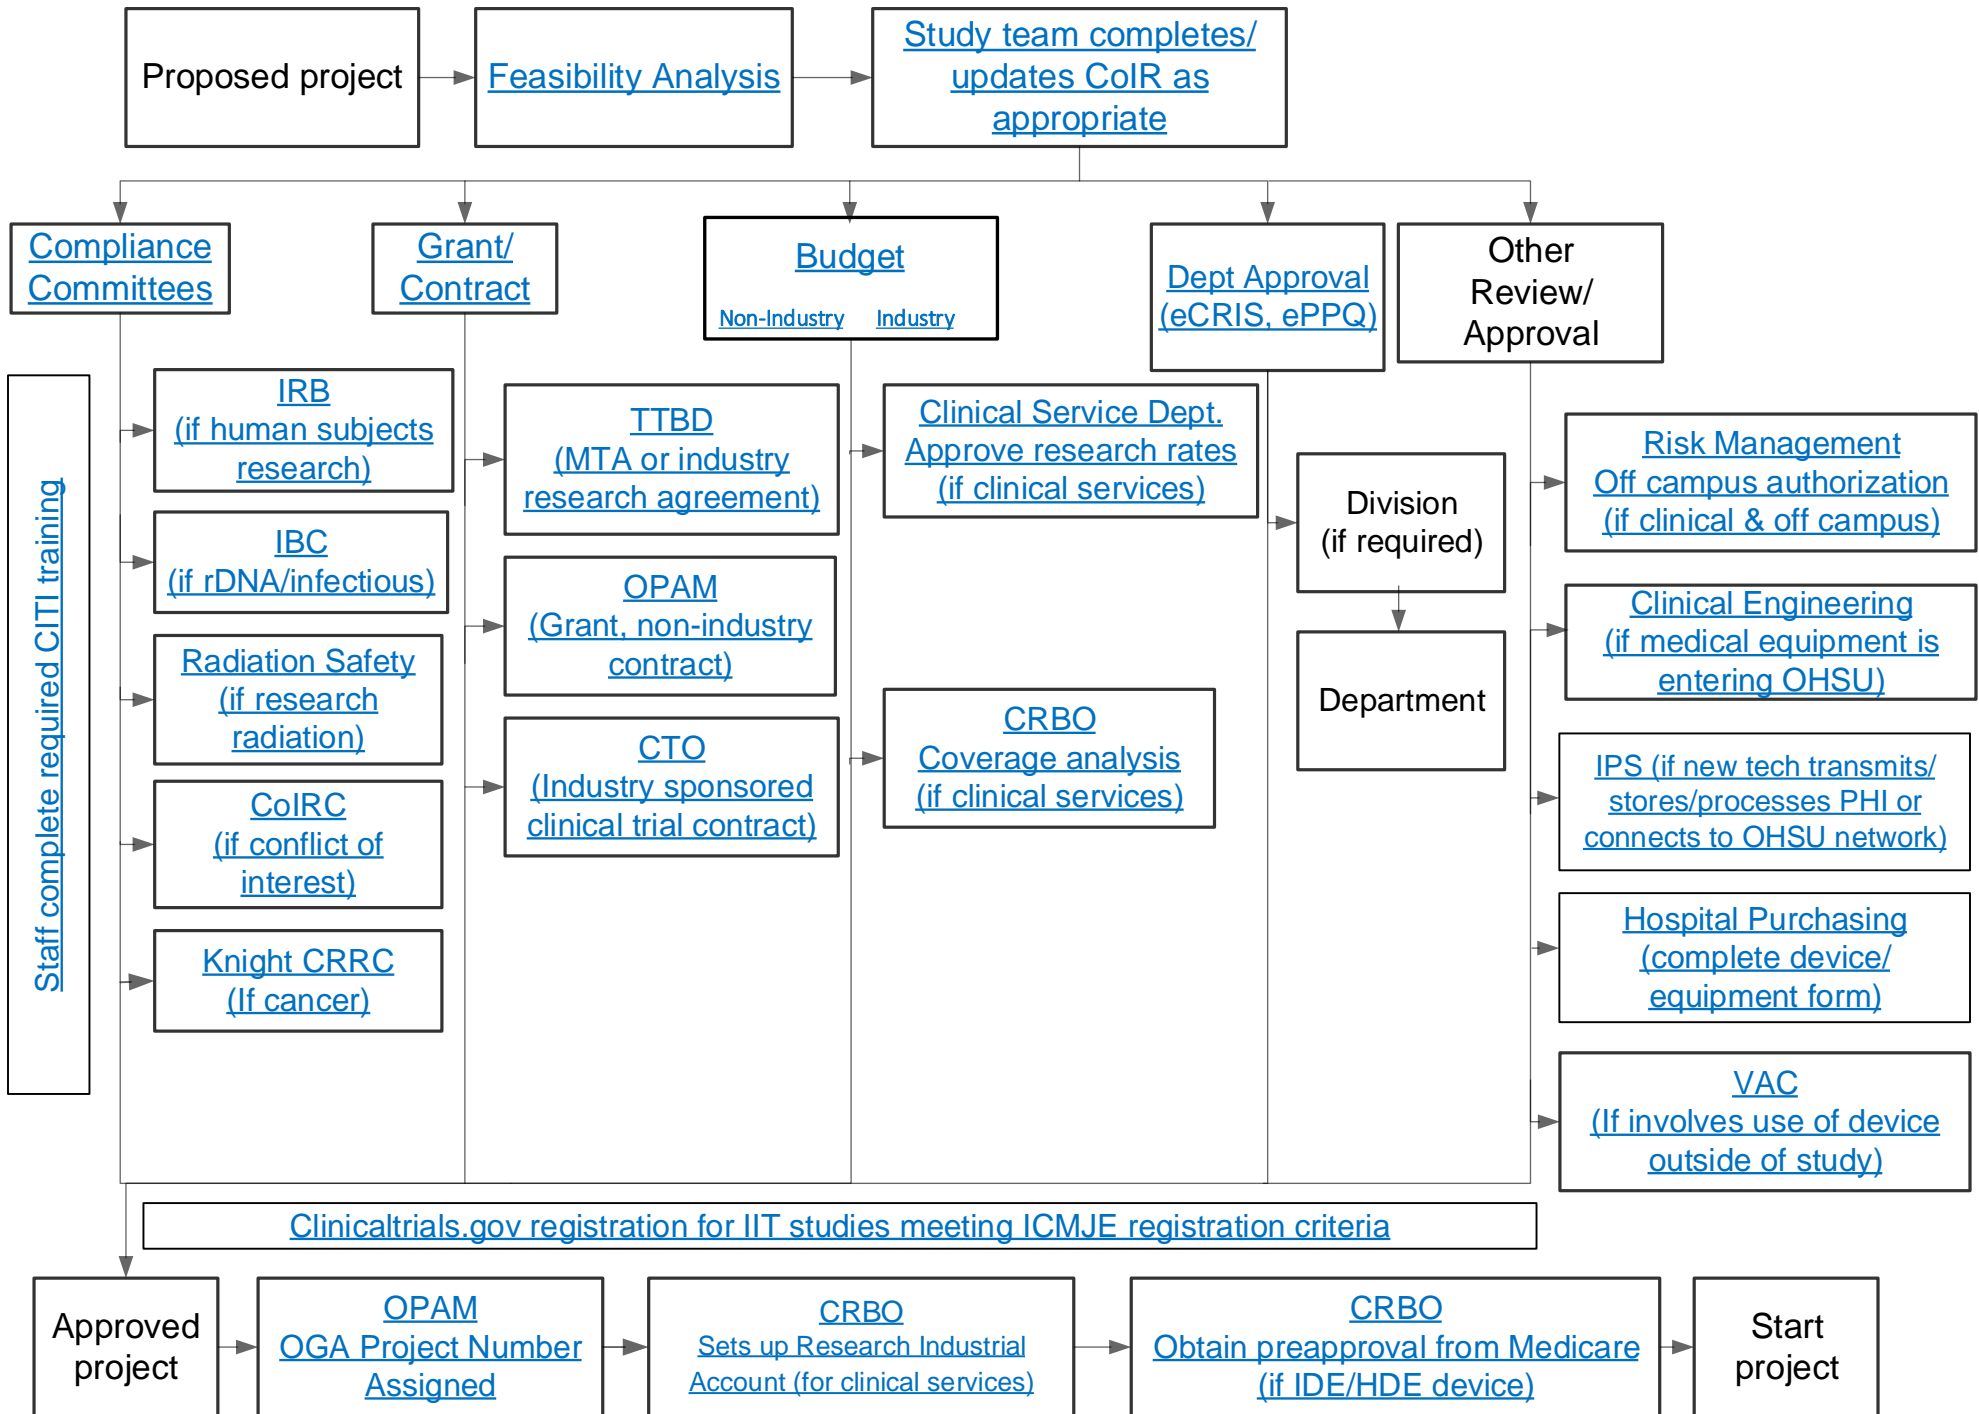 Proposed project
Feasibility Analysis
Study team completes/
updates CoIR as
appropriate
Compliance
Committees
Grant/
Contract
Budget
Non-Industry
Industry
Dept Approval
(eCRIS, ePPQ)
Other
Review/
Approval
Staff complete required CITI training
IRB
(if human subjects
research)
IBC
(if rDNA/infectious)
Radiation Safety
(if research
radiation)
CoIRC
(if conflict of
interest)
Knight CRRC
(If cancer)
TTBD
(MTA or industry
research agreement)
OPAM
(Grant, non-industry
contract)
CTO
(Industry sponsored
clinical trial contract)
Clinical Service Dept.
Approve research rates
(if clinical services)
CRBO
Coverage analysis
(if clinical services)
Division
(if required)
Department
Risk Management
Off campus authorization
(if clinical & off campus)
Clinical Engineering
(if medical equipment is
entering OHSU)
IPS (if new tech transmits/
stores/processes PHI or
connects to OHSU network)
Hospital Purchasing
(complete device/
equipment form)
VAC
(If involves use of device
outside of study)
Clinicaltrials.gov registration for IIT studies meeting ICMJE registration criteria
Approved
project
OPAM
OGA Project Number
Assigned
CRBO
Sets up Research Industrial
Account (for clinical services)
CRBO
Obtain preapproval from Medicare
(if IDE/HDE device)
Start
project